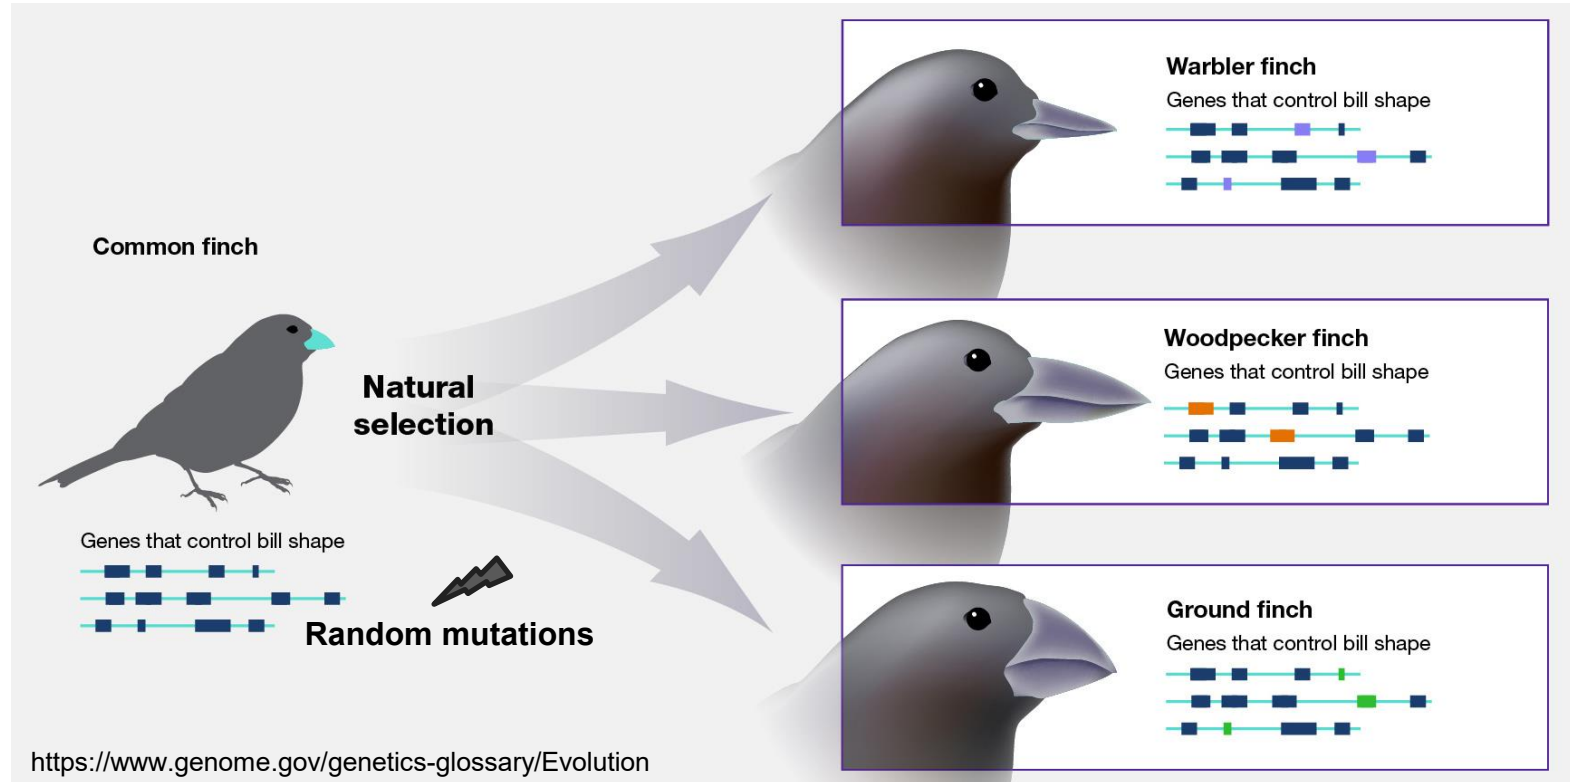 Common finch
Natural
selection
Genes that control bill shape
Random mutations
https://www.genome.gov/genetics-glossary/Evolution
Warbler finch
Genes that control bill shape
Woodpecker finch
Genes that control bill shape
Ground finch
Genes that control bill shape